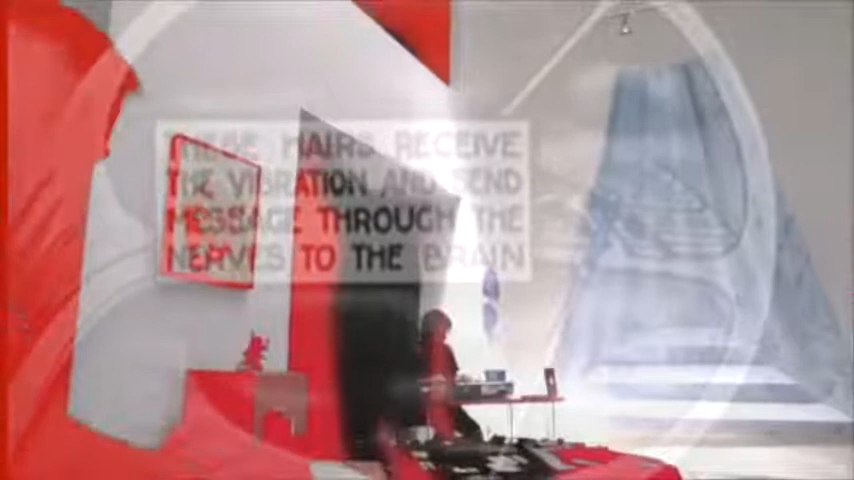 THESE HAIRS RECEIVE
THE VIBRATION AND SEND
MESSAGE THROUGH THE
NERVES TO THE BRAIN